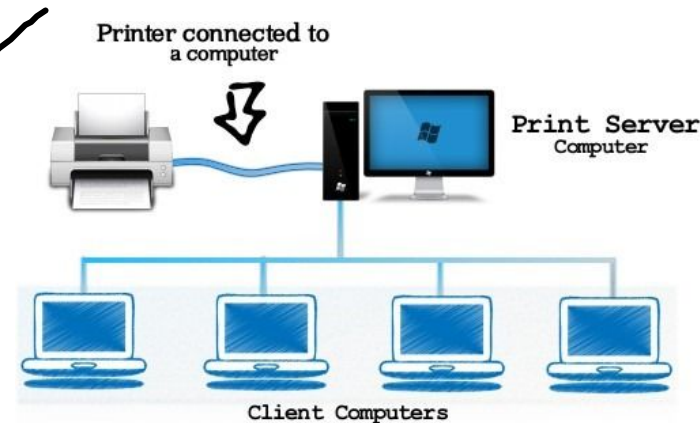 Printer connected to
a computer
Print Server
Computer
Client Computers